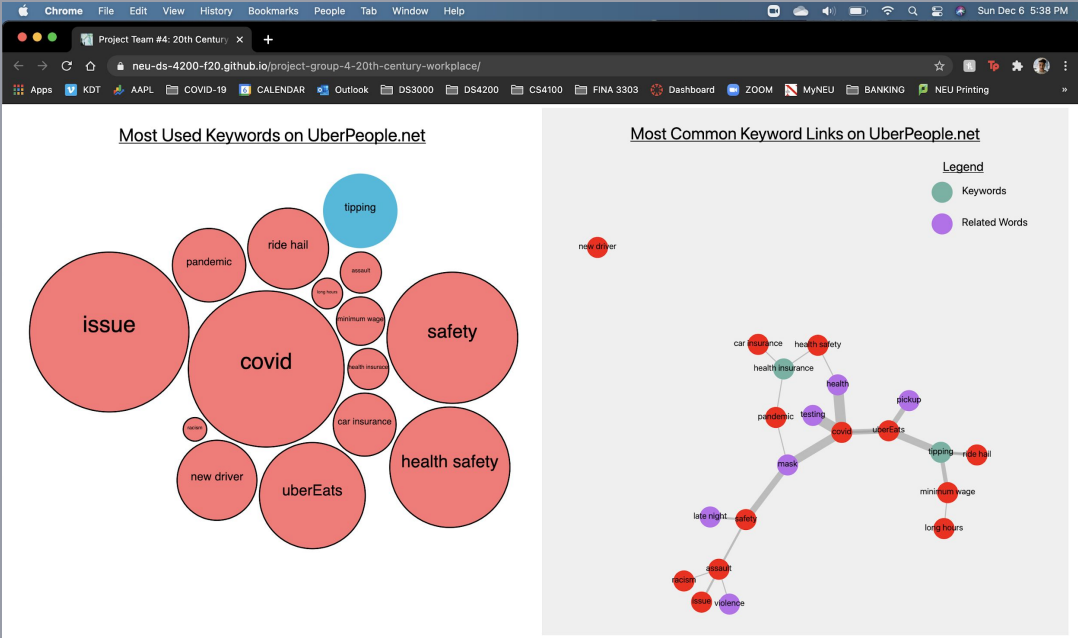 Chrome File Edit View History Bookmarks People Tab Window Help
Sun Dec 6 5:38 PM
Project Team #4: 20th Century
neu-ds-4200-f20.github.io/project-group-4-20th-century-workplace/
Apps KDT AAPL COVID-19 CALENDAR Outlook DS3000 DS4200 CS4100 FINA 3303 Dashboard ZOOM MyNEU BANKING NEU Printing »
Most Used Keywords on UberPeople.net
tipping
ride hail
pandemic
assault
long hours
issue
minimum wage
safety
covid
health insurace
car insurance
racism
health safety
new driver
uberEats
Most Common Keyword Links on UberPeople.net
Legend
Keywords
Related Words
new driver
car insurance
health safety
health insurance
health
pickup
pandemic
testing
covid
uberEats
tipping
ride hail
mask
minimum wage
late night
safety
long hours
assault
racism
issue
violence